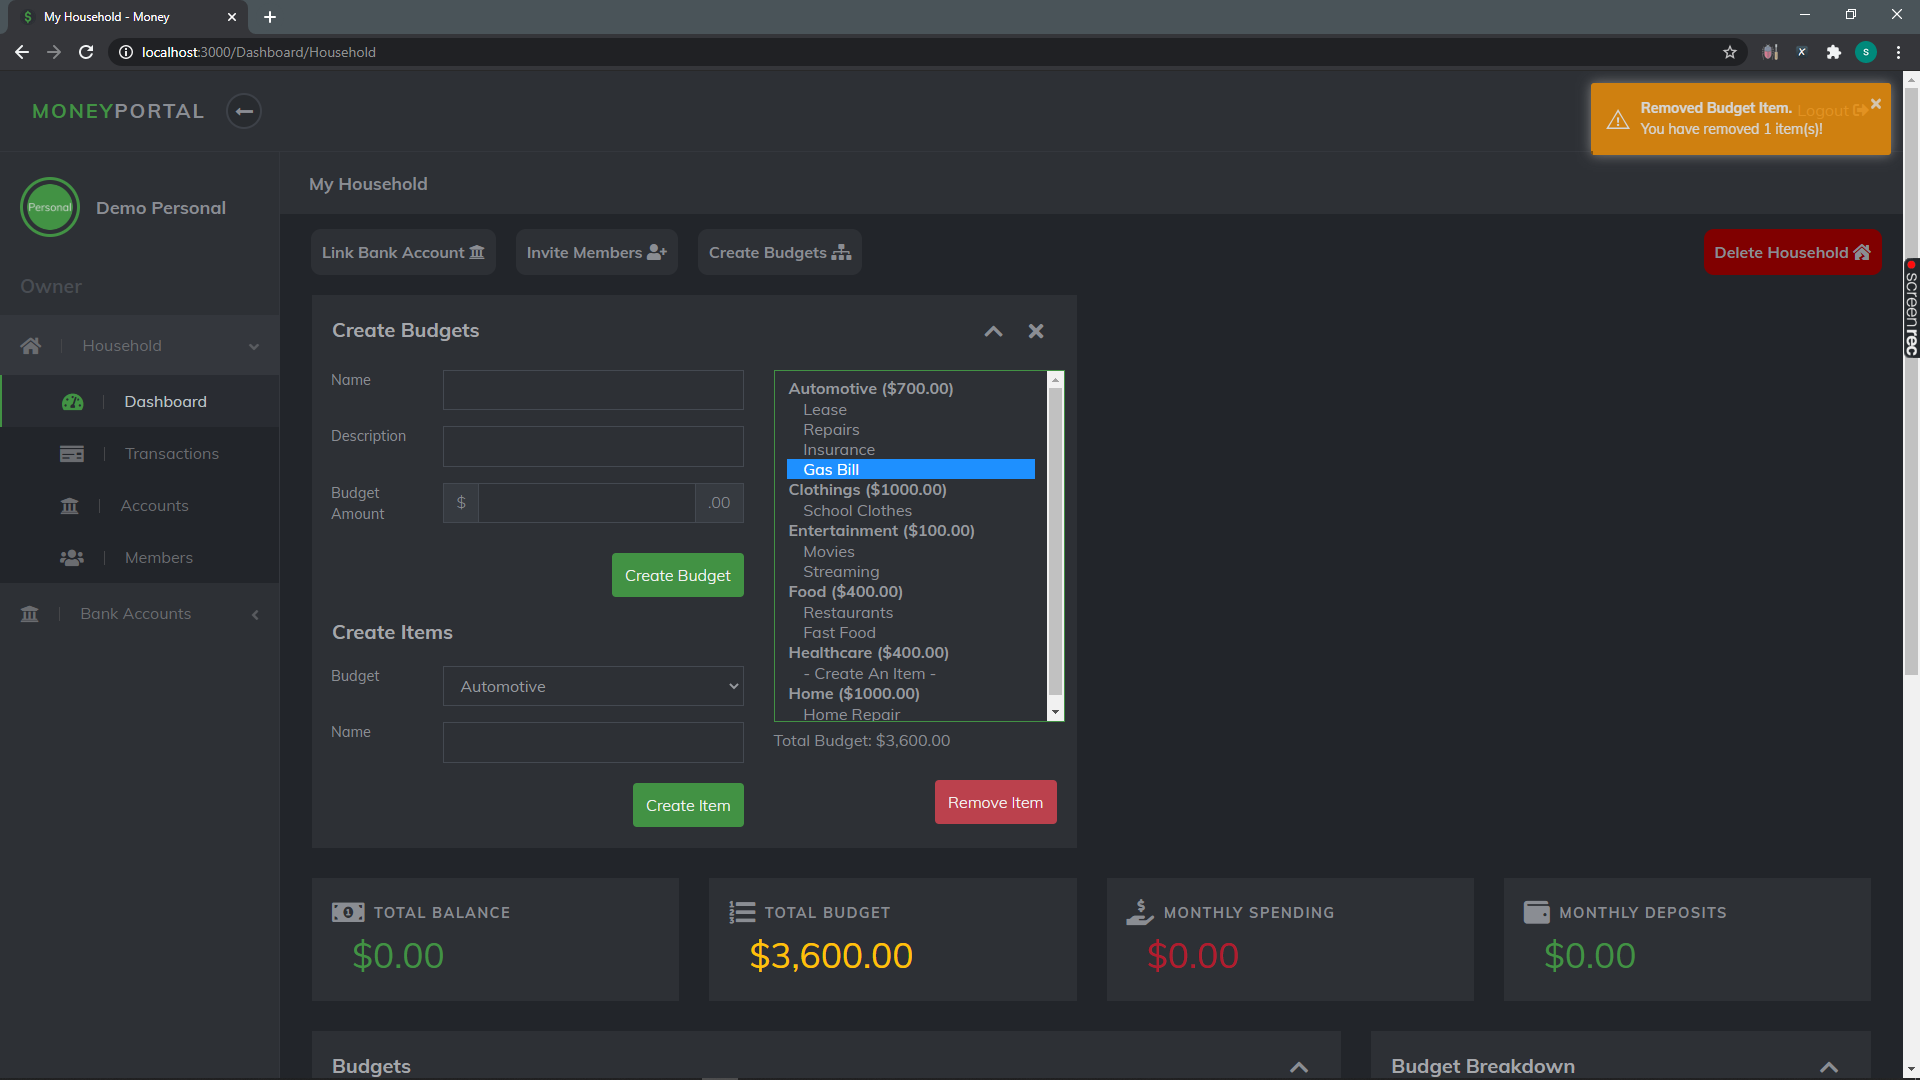 My Household - Money
localhost:3000/Dashboard/Household
S
MONEYPORTAL
Logout
Removed Budget Item.
You have removed 1 item(s)!
Personal
Demo Personal
Owner
Household
Dashboard
Transactions
Accounts
Members
Bank Accounts
My Household
Link Bank Account
Invite Members
Create Budgets
Delete Household
screenrec
Create Budgets
Name
Description
Budget
Amount
$
.00
Create Budget
Create Items
Budget
Automotive
Name
Create Item
Automotive ($700.00)
Lease
Repairs
Insurance
Gas Bill
Clothings ($1000.00)
School Clothes
Entertainment ($100.00)
Movies
Streaming
Food ($400.00)
Restaurants
Fast Food
Healthcare ($400.00)
- Create An Item -
Home ($1000.00)
Home Repair
Total Budget: $3,600.00
Remove Item
TOTAL BALANCE
$0.00
TOTAL BUDGET
$3,600.00
MONTHLY SPENDING
$0.00
MONTHLY DEPOSITS
$0.00
Budgets
Budget Breakdown